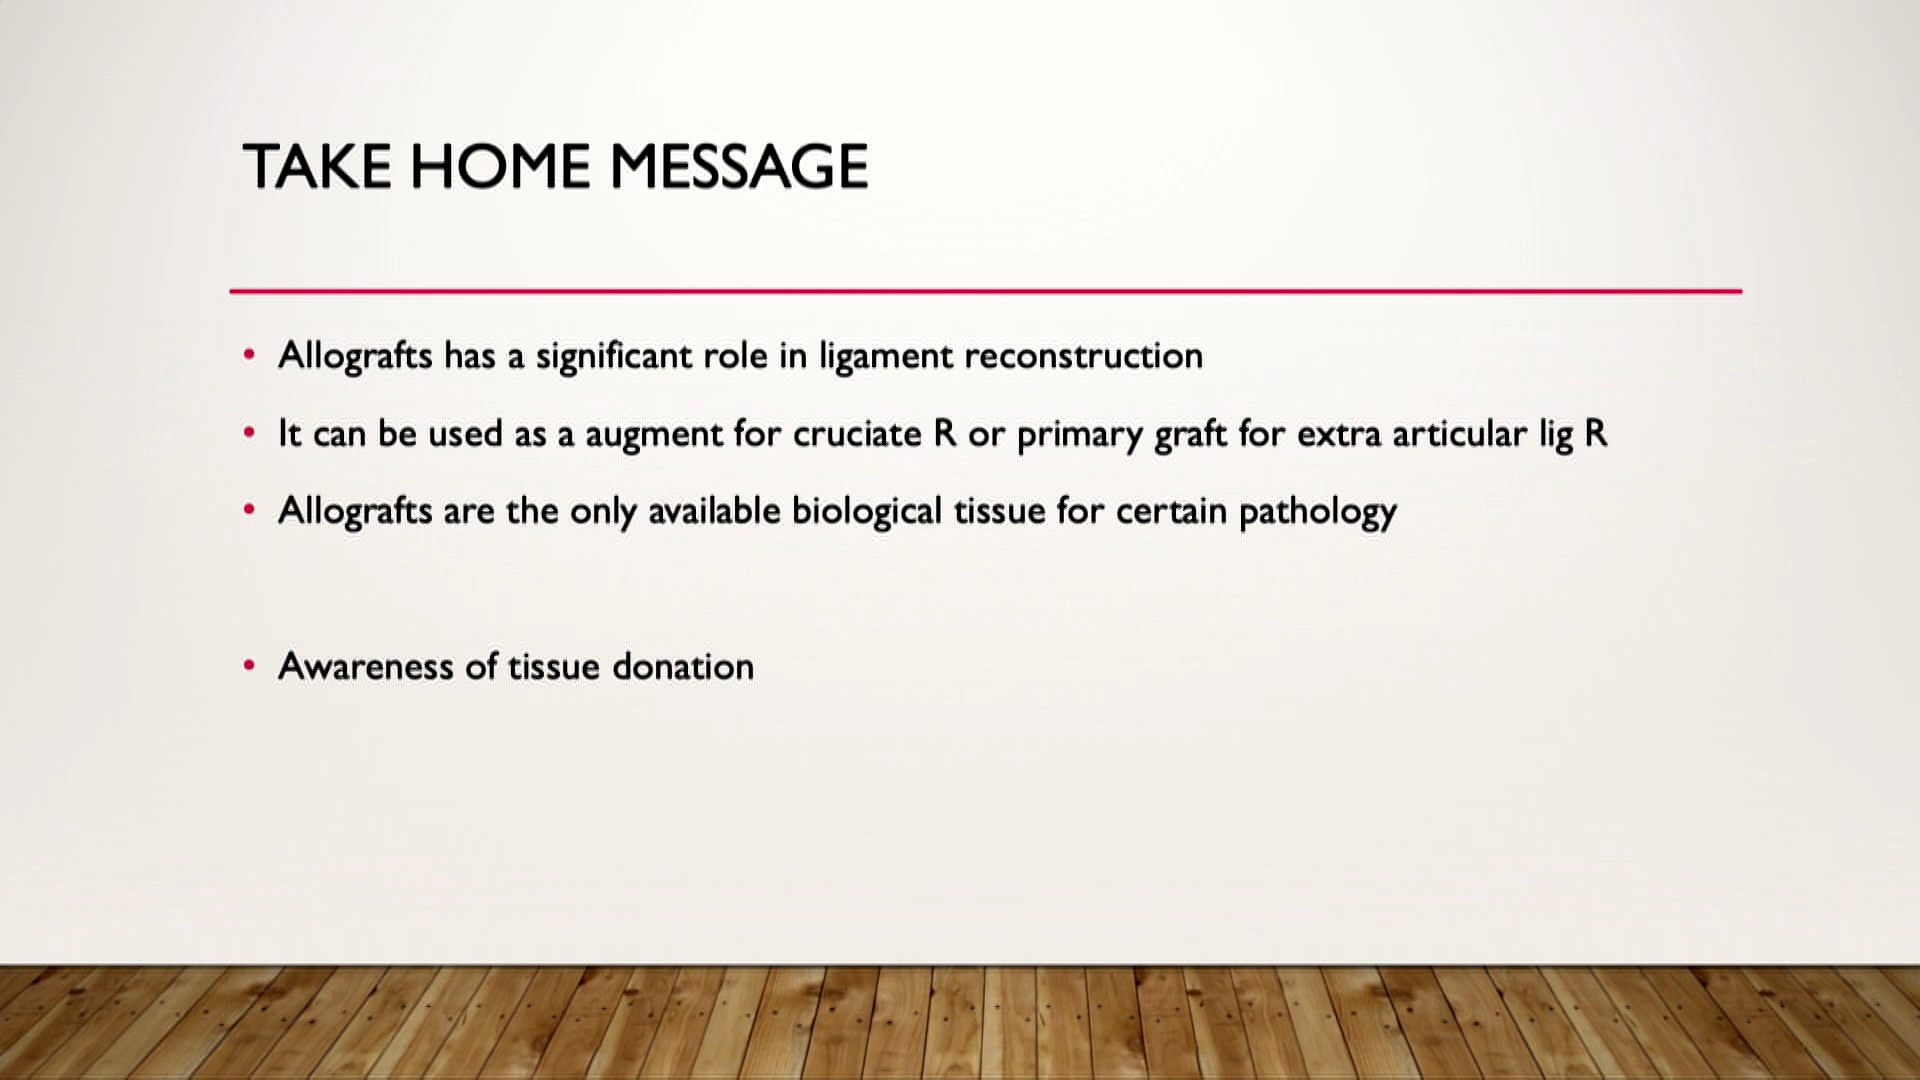 TAKE HOME MESSAGE
• Allografts has a significant role in ligament reconstruction
• It can be used as a augment for cruciate R or primary graft for extra articular lig R
• Allografts are the only available biological tissue for certain pathology
• Awareness of tissue donation